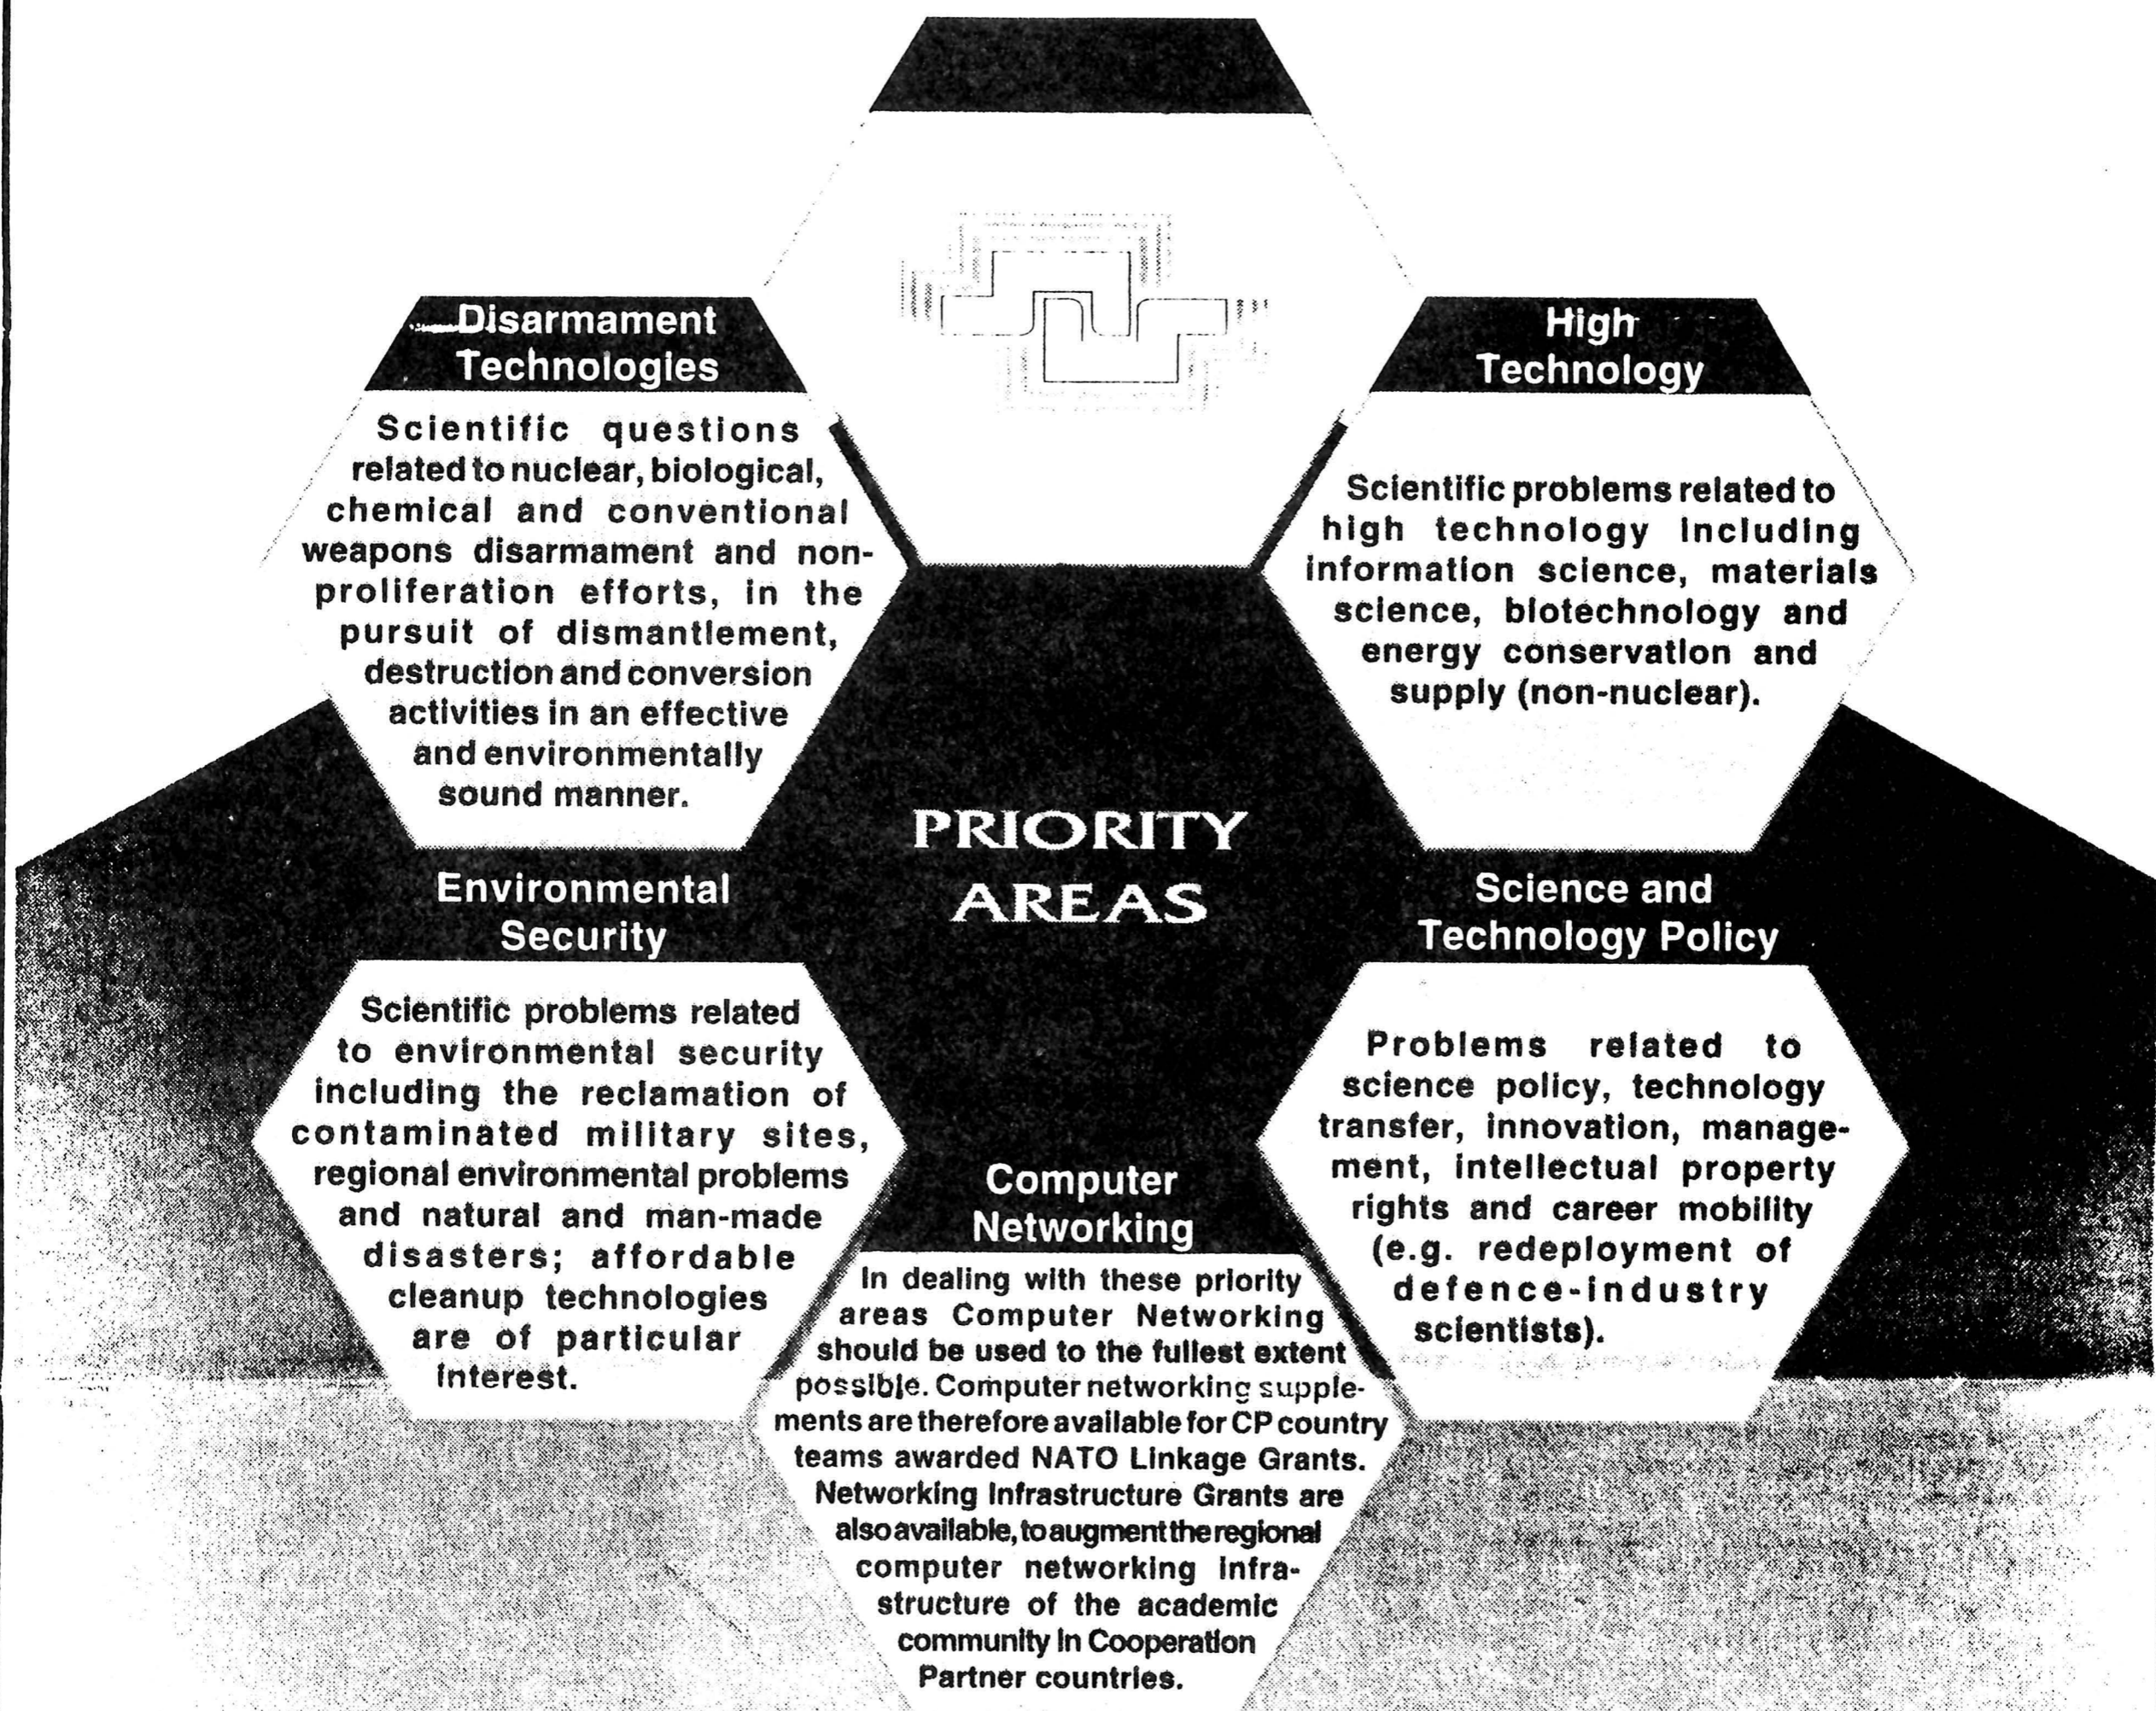 Disarmament
Technologies
Scientific questions
related to nuclear, biological,
chemical and conventional
weapons disarmament and non-
proliferation efforts, in the
pursuit of dismantlement,
destruction and conversion
activities in an effective
and environmentally
sound manner.
High
Technology
Scientific problems related to
high technology including
information science, materials
science, biotechnology and
energy conservation and
supply (non-nuclear).
PRIORITY
AREAS
Environmental
Security
Scientific problems related
to environmental security
including the reclamation of
contaminated military sites,
regional environmental problems
and natural and man-made
disasters; affordable
cleanup technologies
are of particular
interest.
Science and
Technology Policy
Problems related to
science policy, technology
transfer, innovation, manage-
ment, intellectual property
rights and career mobility
(e.g. redeployment of
defence-industry
scientists).
Computer
Networking
In dealing with these priority
areas Computer Networking
should be used to the fullest extent
possible. Computer networking supple-
ments are therefore available for CP country
teams awarded NATO Linkage Grants.
Networking Infrastructure Grants are
also available, to augment the regional
computer networking infra-
structure of the academic
community in Cooperation
Partner countries.